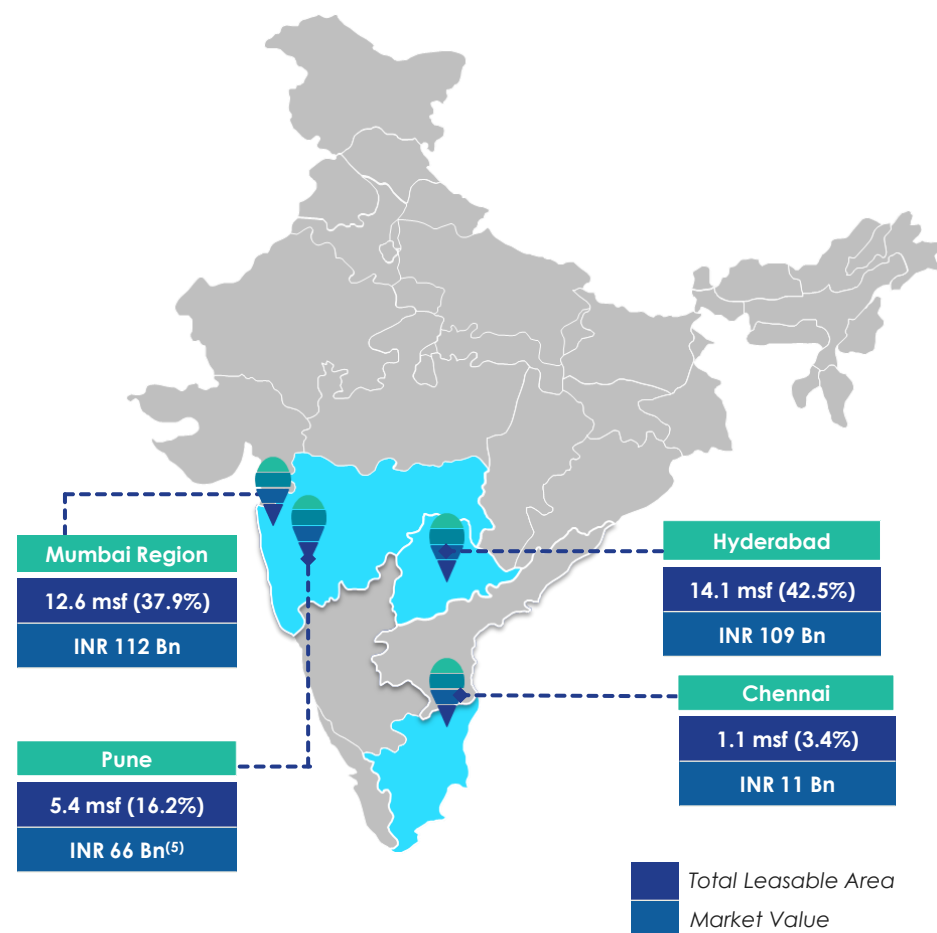 Mumbai Region
12.6 msf (37.9%)
INR 112 Bn
Hyderabad
14.1 msf (42.5%)
INR 109 Bn
Chennai
1.1 msf (3.4%)
INR 11 Bn
Pune
5.4 msf (16.2%)
INR 66 Bn(5)
Total Leasable Area
Market Value